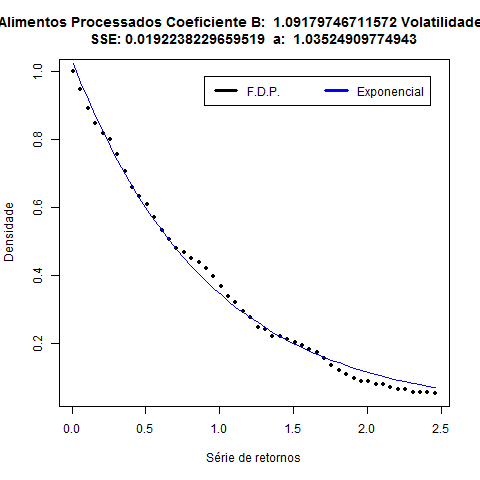 Alimentos Processados Coeficiente B:  1.09179746711572 Volatilidade
SSE: 0.0192238229659519  a:  1.03524909774943
F.D.P.
Exponencial
Densidade
1.0
0.8
0.6
0.4
0.2
0.0
0.5
1.0
1.5
2.0
2.5
Série de retornos